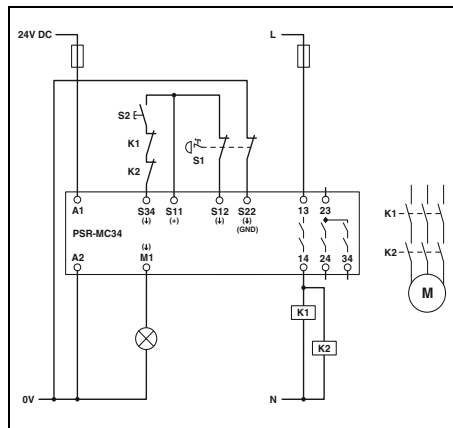 24V DC
L
S2
K1
S1
K2
A1
S34
S11
S12
S22
13
23
(↓)
(+)
(↓)
(↓)
(GND)
PSR-MC34
K1
(↓)
A2
M1
14
24
34
K2
K1
M
K2
0V
N